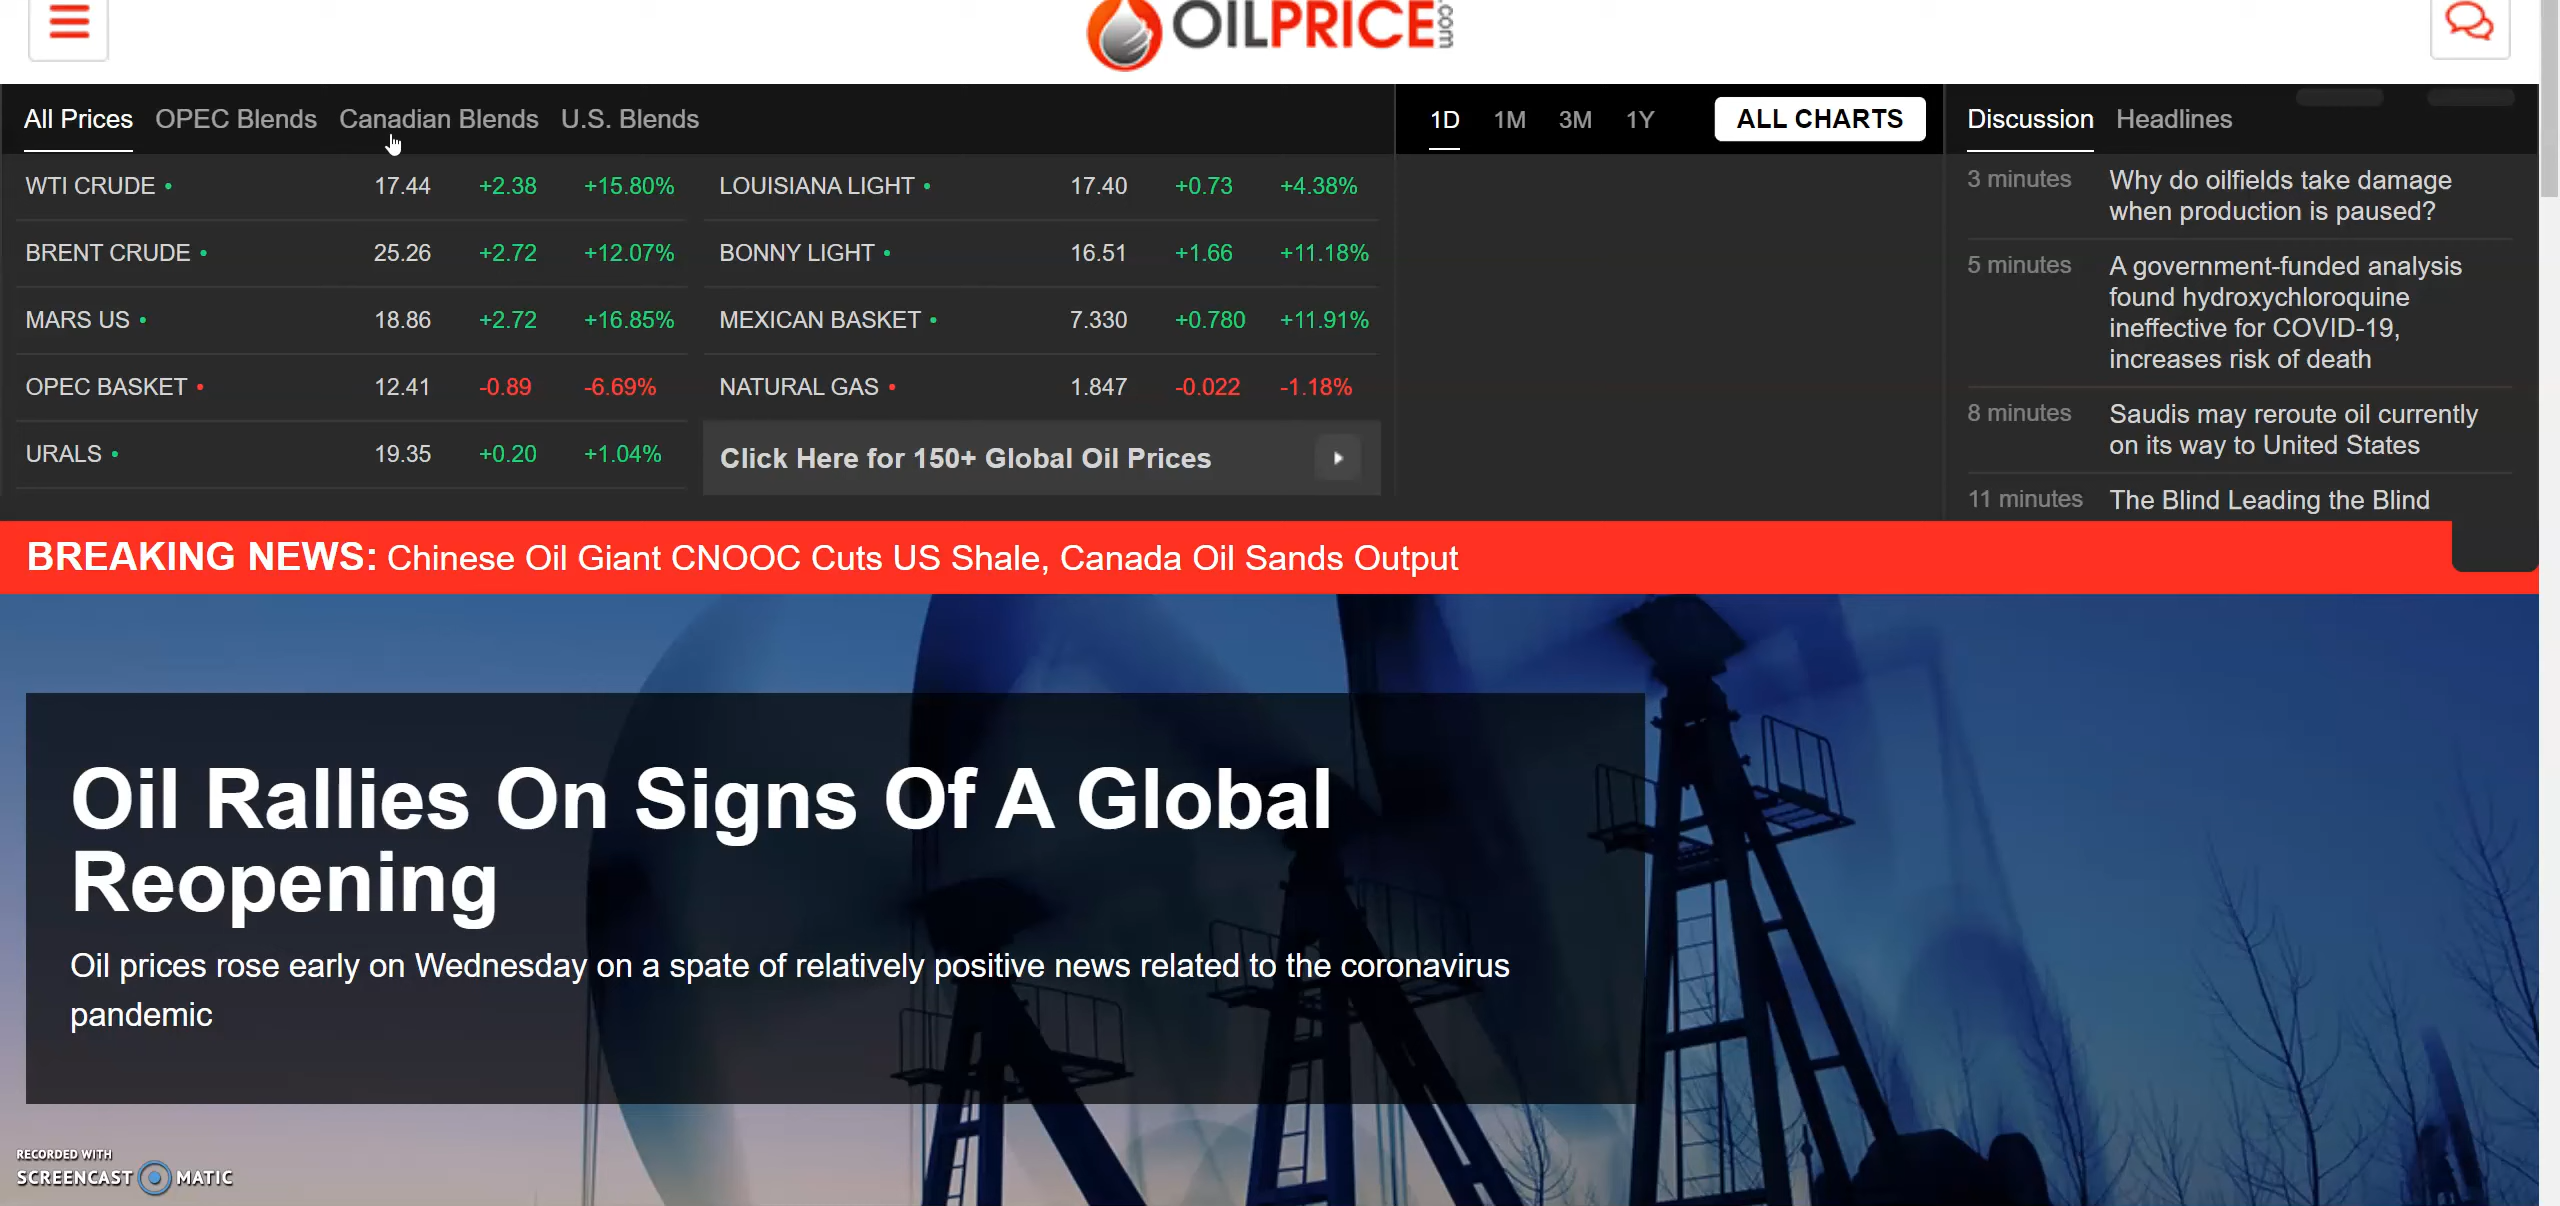 OILPRICE.com
All Prices OPEC Blends Canadian Blends U.S. Blends
WTI CRUDE 17.44 +2.38 +15.80%
BRENT CRUDE 25.26 +2.72 +12.07%
MARS US 18.86 +2.72 +16.85%
OPEC BASKET 12.41 -0.89 -6.69%
URALS 19.35 +0.20 +1.04%
LOUISIANA LIGHT 17.40 +0.73 +4.38%
BONNY LIGHT 16.51 +1.66 +11.18%
MEXICAN BASKET 7.330 +0.780 +11.91%
NATURAL GAS 1.847 -0.022 -1.18%
Click Here for 150+ Global Oil Prices
1D 1M 3M 1Y ALL CHARTS
Discussion Headlines
3 minutes Why do oilfields take damage
when production is paused?
5 minutes A government-funded analysis
found hydroxychloroquine
ineffective for COVID-19,
increases risk of death
8 minutes Saudis may reroute oil currently
on its way to United States
11 minutes The Blind Leading the Blind
BREAKING NEWS: Chinese Oil Giant CNOOC Cuts US Shale, Canada Oil Sands Output
Oil Rallies On Signs Of A Global
Reopening
Oil prices rose early on Wednesday on a spate of relatively positive news related to the coronavirus
pandemic
RECORDED WITH
SCREENCAST MATIC